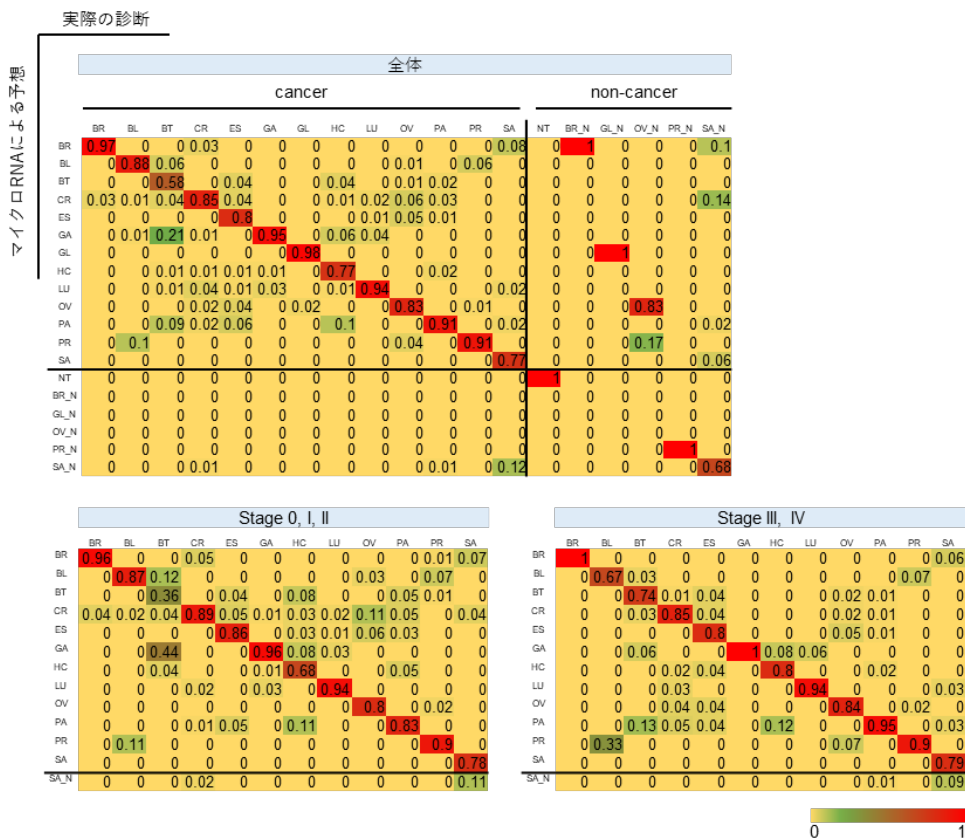 実際の診断
マイクロRNAによる予想
全体
cancer non-cancer
BR BL BT CR ES GA GL HC LU OV PA PR SA NT BR_N GL_N OV_N PR_N SA_N
BR 0.97 0 0 0.03 0 0 0 0 0 0 0 0 0.08 0 1 0 0 0 0.1
BL 0 0.88 0.06 0 0 0 0 0 0 0.01 0 0.06 0 0 0 0 0 0 0
BT 0 0 0.58 0 0.04 0 0 0.04 0 0.01 0.02 0 0 0 0 0 0 0 0
CR 0.03 0.01 0.04 0.85 0.04 0 0 0.01 0.02 0.06 0.03 0 0 0 0 0 0 0 0.14
ES 0 0 0 0 0.8 0 0 0 0.01 0.05 0.01 0 0 0 0 0 0 0 0
GA 0 0.01 0.21 0.01 0 0.95 0 0.06 0.04 0 0 0 0 0 0 0 0 0 0
GL 0 0 0 0 0 0 0.98 0 0 0 0 0 0 0 0 1 0 0 0
HC 0 0 0.01 0.01 0.01 0.01 0 0.77 0 0 0.02 0 0 0 0 0 0 0 0
LU 0 0 0.01 0.04 0.01 0.03 0 0.01 0.94 0 0 0 0.02 0 0 0 0 0 0
OV 0 0 0 0.02 0.04 0 0.02 0 0 0.83 0 0.01 0 0 0 0 0.83 0 0
PA 0 0 0.09 0.02 0.06 0 0 0.1 0 0 0.91 0 0.02 0 0 0 0 0 0.02
PR 0 0.1 0 0 0 0 0 0 0 0.04 0 0.91 0 0 0 0 0.17 0 0
SA 0 0 0 0 0 0 0 0 0 0 0 0 0.77 0 0 0 0 0 0.06
NT 0 0 0 0 0 0 0 0 0 0 0 0 0 1 0 0 0 0 0
BR_N 0 0 0 0 0 0 0 0 0 0 0 0 0 0 0 0 0 0 0
GL_N 0 0 0 0 0 0 0 0 0 0 0 0 0 0 0 0 0 0 0
OV_N 0 0 0 0 0 0 0 0 0 0 0 0 0 0 0 0 0 0 0
PR_N 0 0 0 0 0 0 0 0 0 0 0 0 0 0 0 0 0 1 0
SA_N 0 0 0 0.01 0 0 0 0 0 0 0.01 0 0.12 0 0 0 0 0 0.68
Stage 0, I, II
BR BL BT CR ES GA HC LU OV PA PR SA
BR 0.96 0 0 0.05 0 0 0 0 0 0 0.01 0.07
BL 0 0.87 0.12 0 0 0 0 0 0.03 0 0.07 0
BT 0 0 0.36 0 0.04 0 0.08 0 0 0.05 0.01 0
CR 0.04 0.02 0.04 0.89 0.05 0.01 0.03 0.02 0.11 0.05 0 0.04
ES 0 0 0 0 0.86 0 0.03 0.01 0.06 0.03 0 0
GA 0 0 0.44 0 0 0.96 0.08 0.03 0 0 0 0
HC 0 0 0.04 0 0 0.01 0.68 0 0 0.05 0 0
LU 0 0 0 0.02 0 0.03 0 0.94 0 0 0 0
OV 0 0 0 0 0 0 0 0 0.8 0 0.02 0
PA 0 0 0 0.01 0.05 0 0.11 0 0 0.83 0 0
PR 0 0.11 0 0 0 0 0 0 0 0 0.9 0
SA 0 0 0 0 0 0 0 0 0 0 0 0.78
SA_N 0 0 0 0.02 0 0 0 0 0 0 0 0.11
Stage III, IV
BR BL BT CR ES GA HC LU OV PA PR SA
BR 1 0 0 0 0 0 0 0 0 0 0 0.06
BL 0 0.67 0.03 0 0 0 0 0 0 0 0.07 0
BT 0 0 0.74 0.01 0.04 0 0 0 0.02 0.01 0 0
CR 0 0 0.03 0.85 0.04 0 0 0 0.02 0.01 0 0
ES 0 0 0 0 0.8 0 0 0 0.05 0.01 0 0
GA 0 0 0.06 0 0 1 0.08 0.06 0 0 0 0
HC 0 0 0 0.02 0.04 0 0.8 0 0 0.02 0 0
LU 0 0 0 0.03 0 0 0 0.94 0 0 0 0.03
OV 0 0 0 0.04 0.04 0 0 0 0.84 0 0.02 0
PA 0 0 0.13 0.05 0.04 0 0.12 0 0 0.95 0 0.03
PR 0 0.33 0 0 0 0 0 0 0.07 0 0.9 0
SA 0 0 0 0 0 0 0 0 0 0 0 0.79
SA_N 0 0 0 0 0 0 0 0 0 0.01 0 0.09
0 1